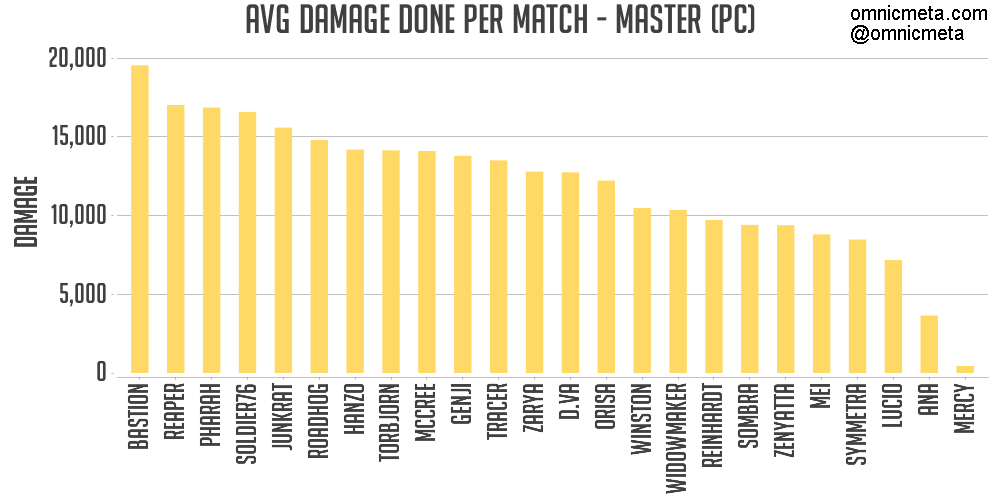 AVG DAMAGE DONE PER MATCH - MASTER (PC)
omnicmeta.com
@omnicmeta
DAMAGE
20,000
15,000
10,000
5,000
0
BASTION
REAPER
PHARAH
SOLDIER76
JUNKRAT
ROADHOG
HANZO
TORBJORN
MCCREE
GENJI
TRACER
ZARYA
D.VA
ORISA
WINSTON
WIDOWMAKER
REINHARDT
SOMBRA
ZENYATTA
MEI
SYMMETRA
LUCIO
ANA
MERCY